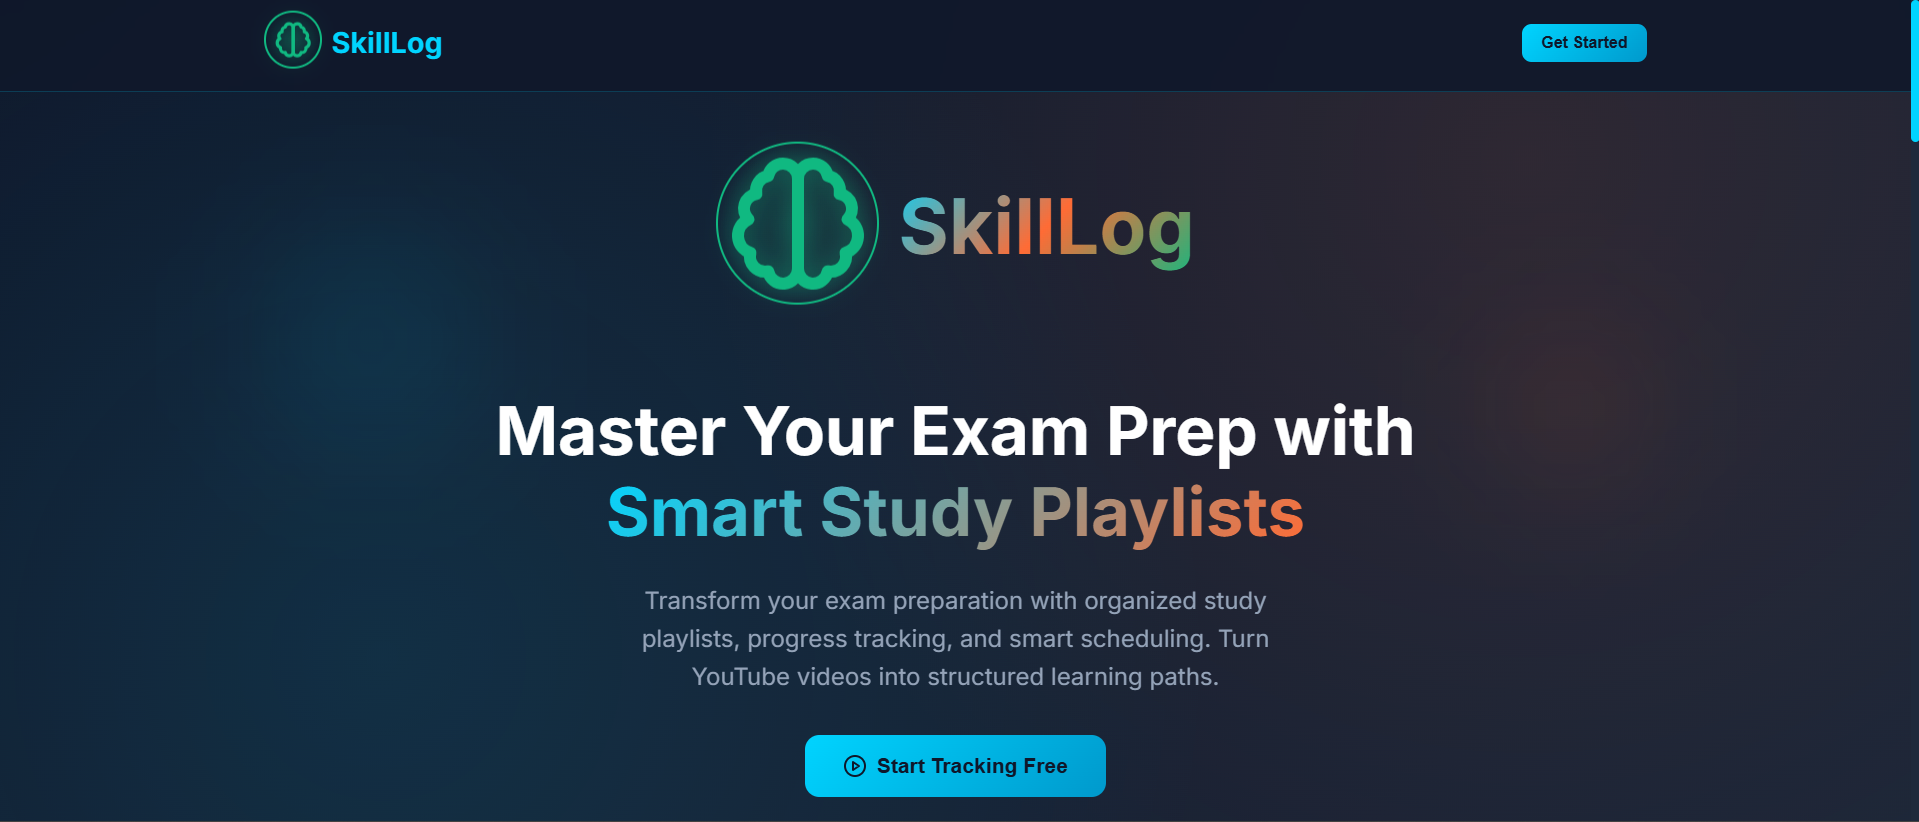 SkillLog
Get Started
SkillLog
Master Your Exam Prep with
Smart Study Playlists
Transform your exam preparation with organized study
playlists, progress tracking, and smart scheduling. Turn
YouTube videos into structured learning paths.
Start Tracking Free